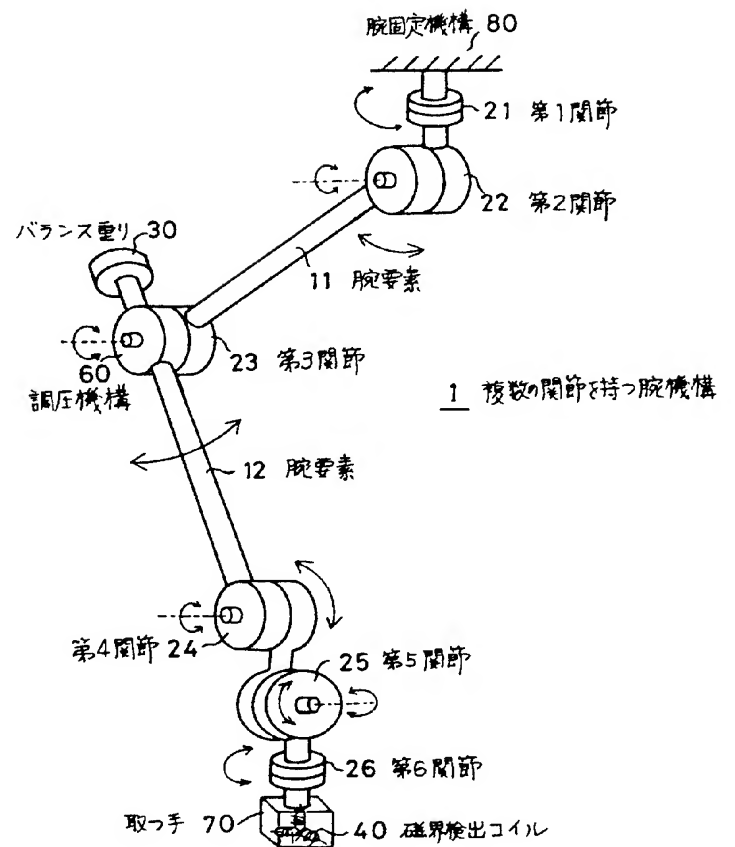 腕固定機構 80
21 第1関節
22 第2関節
バランス重り 30
11 腕要素
60
23 第3関節
調圧機構
1 複数の関節を持つ腕機構
12 腕要素
第4関節 24
25 第5関節
26 第6関節
取っ手 70
40 磁界検出コイル